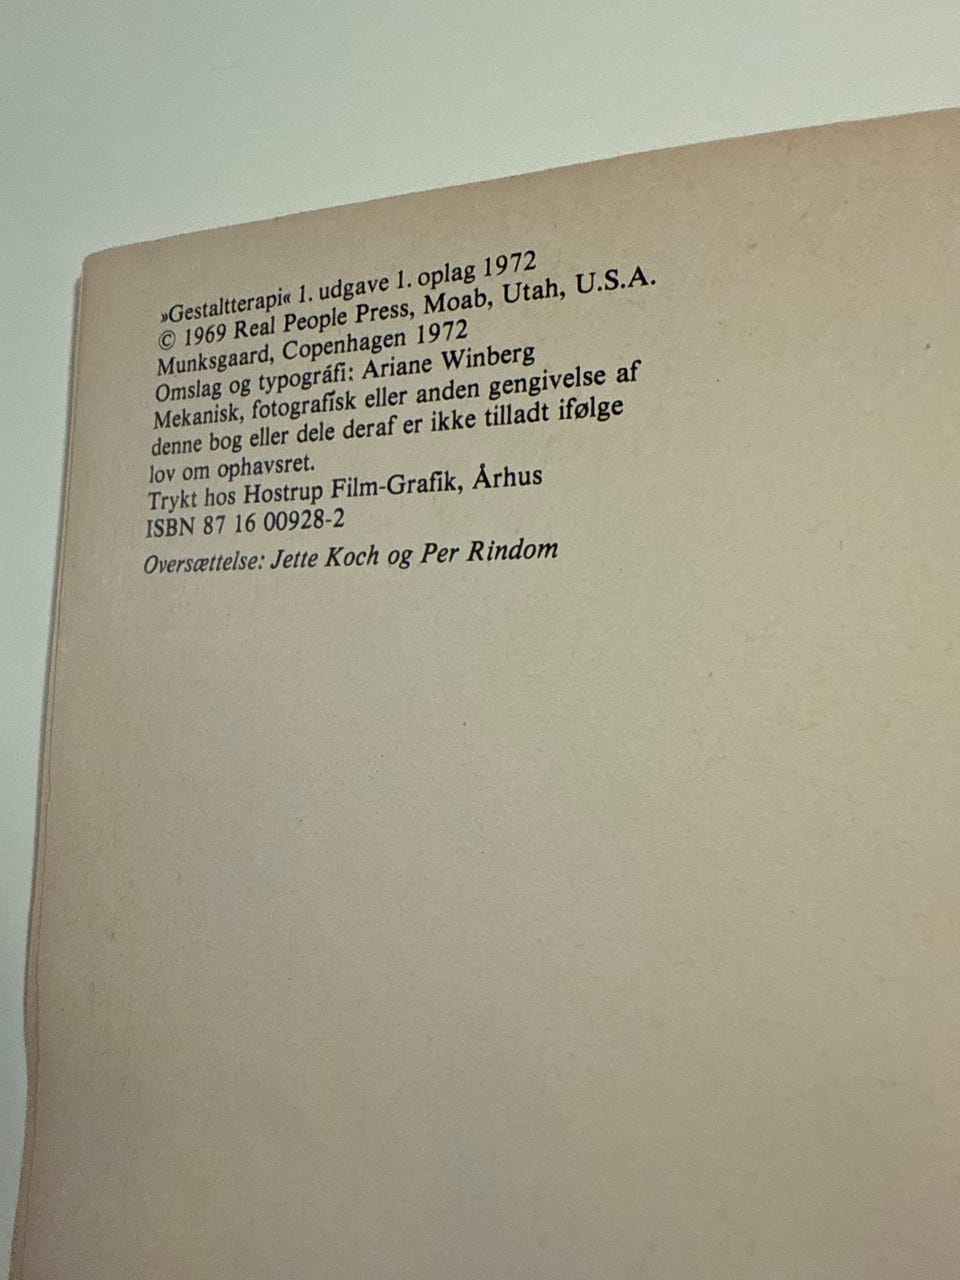 »Gestaltterapi« 1. udgave 1. oplag 1972
© 1969 Real People Press, Moab, Utah, U.S.A.
Munksgaard, Copenhagen 1972
Omslag og typográfi: Ariane Winberg
Mekanisk, fotografisk eller anden gengivelse af
denne bog eller dele deraf er ikke tilladt ifølge
lov om ophavsret.
Trykt hos Hostrup Film-Grafik, Århus
ISBN 87 16 00928-2
Oversættelse: Jette Koch og Per Rindom